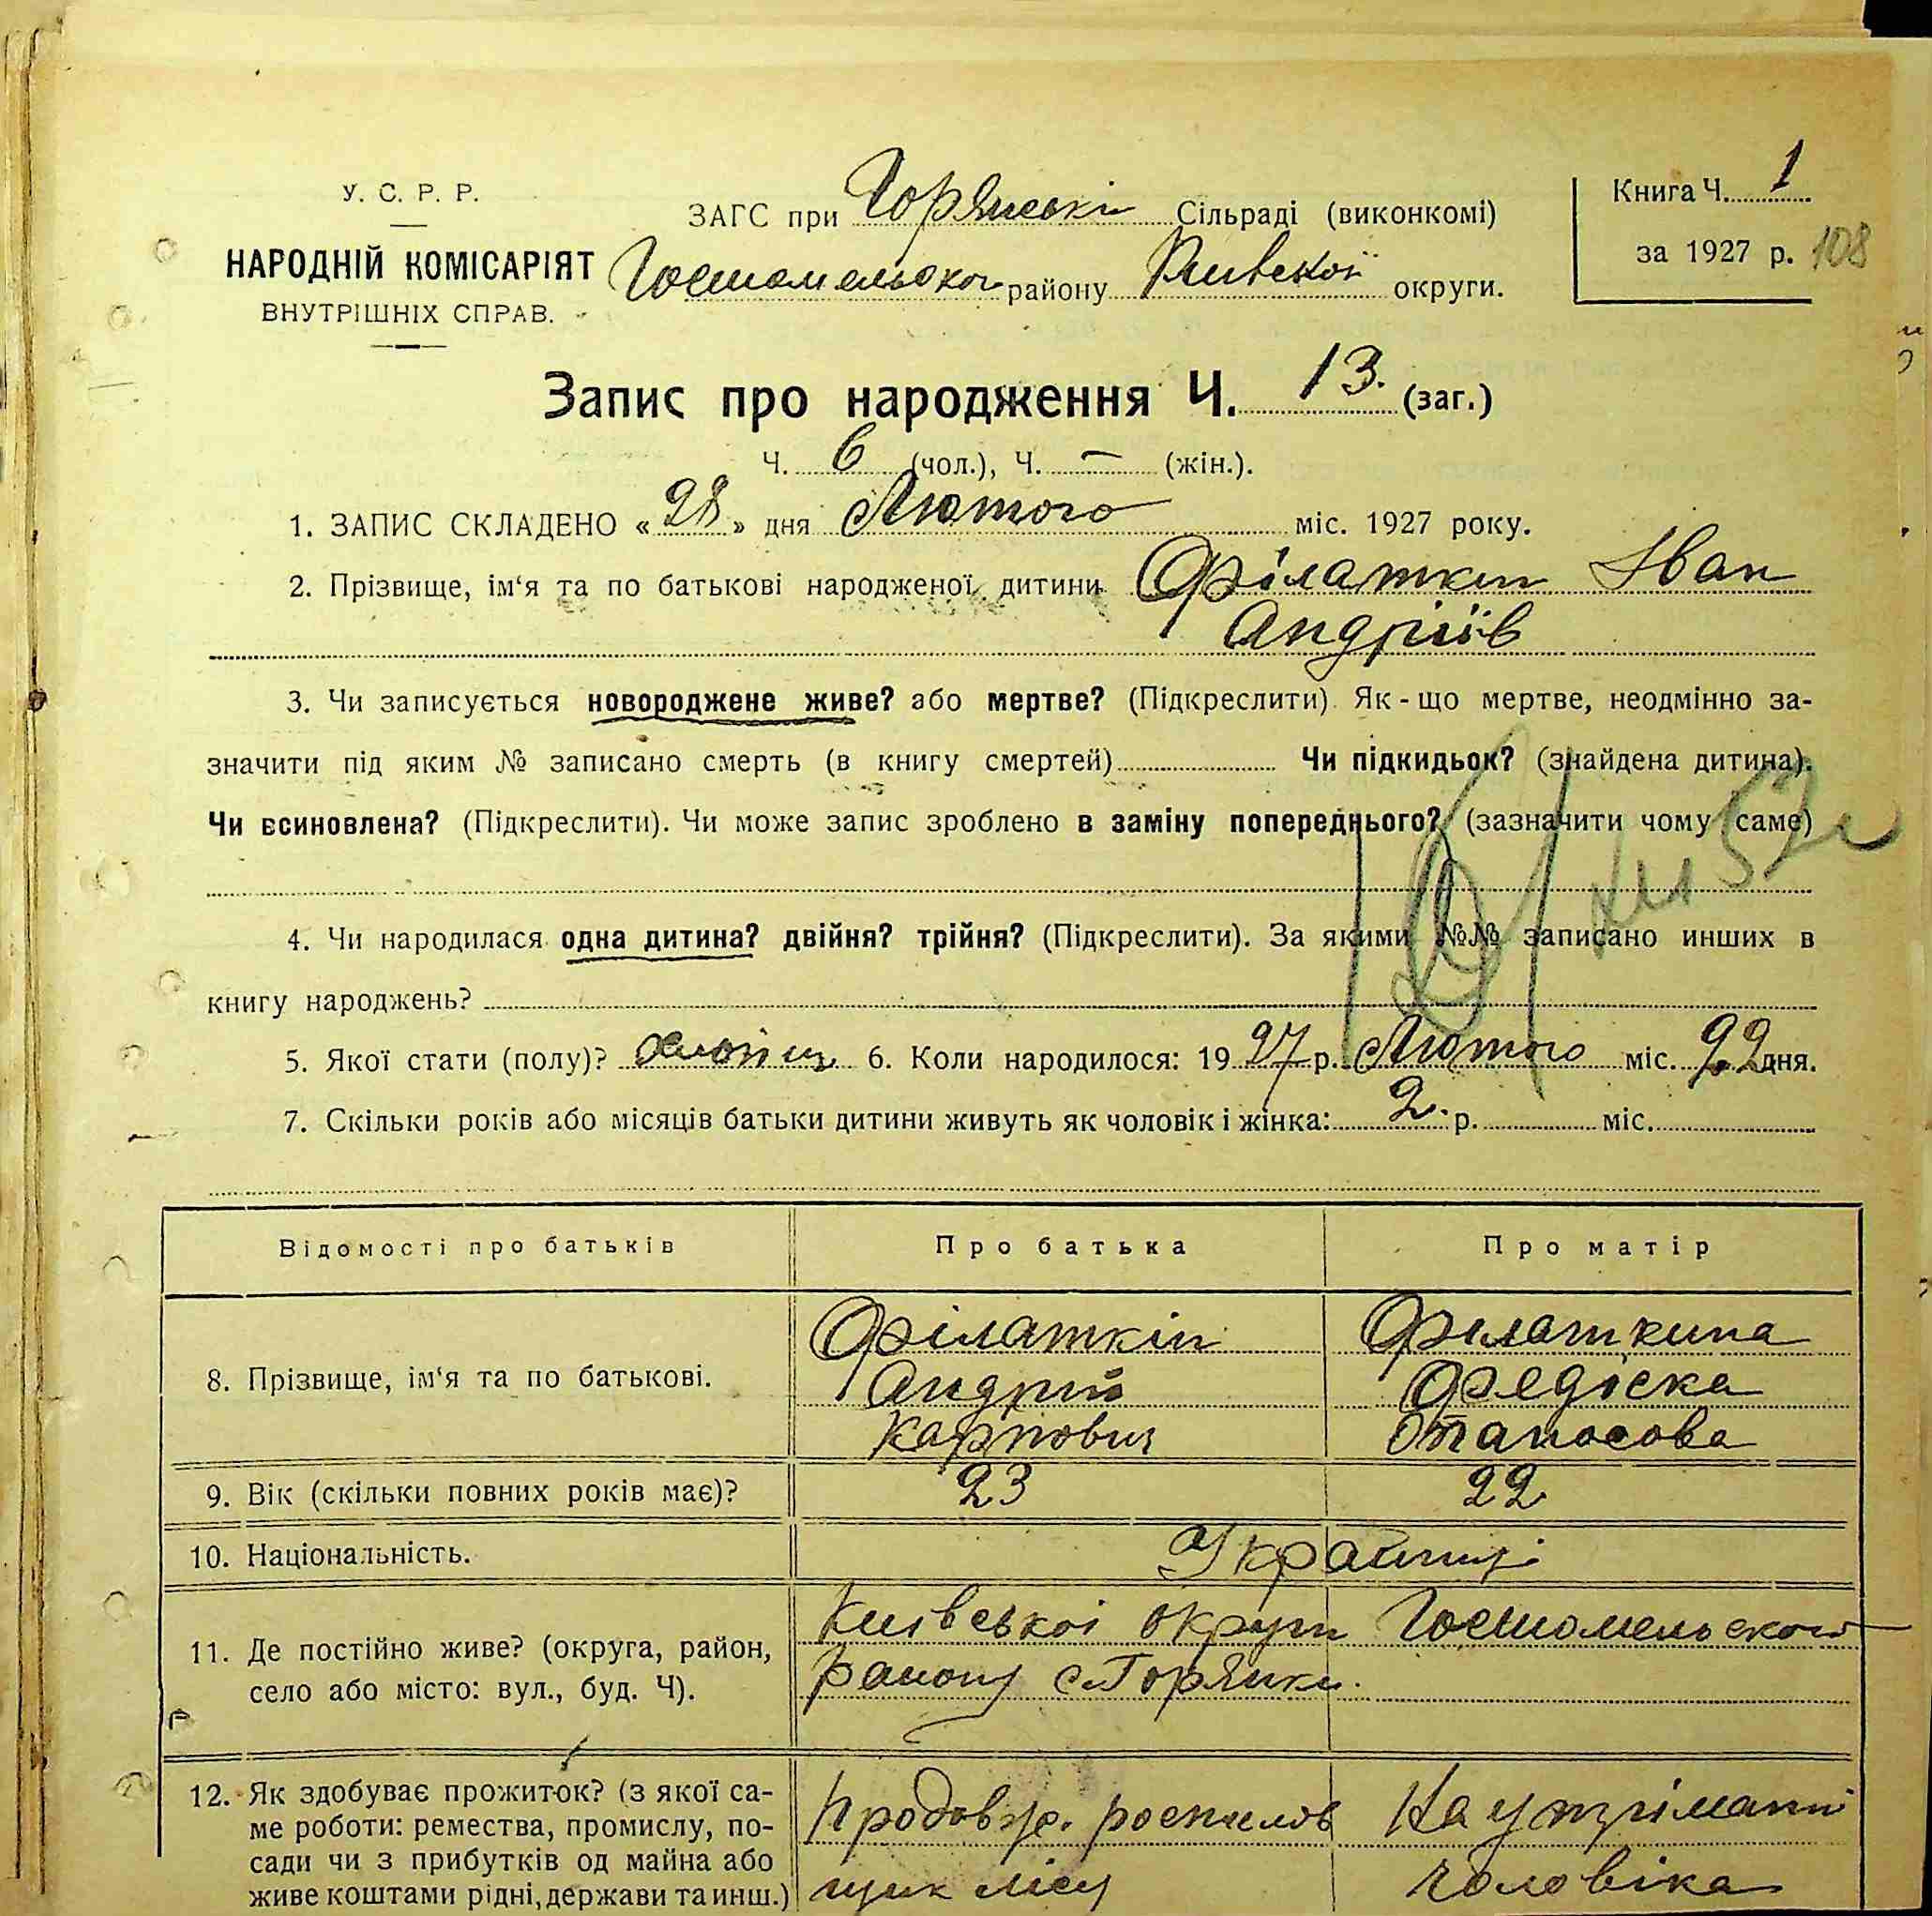 У. С. Р. Р.
НАРОДНІЙ КОМІСАРІЯТ
ВНУТРІШНІХ СПРАВ.
ЗАГС при Горянські Сільраді (виконкомі)
Гостомельского району Київскоі округи.
Книга Ч. 1
за 1927 р. 108
Запис про народження Ч. 13. (заг.)
Ч. 6 (чол.), Ч. – (жін.).
1. ЗАПИС СКЛАДЕНО «28» дня Лютого міс. 1927 року.
2. Прізвище, ім‘я та по батькові народженої дитини Філаткин Іван
Андріїв
3. Чи записується новороджене живе? або мертве? (Підкреслити). Як-що мертве, неодмінно за-
значити під яким № записано смерть (в книгу смертей) Чи підкидьок? (знайдена дитина).
Чи всиновлена? (Підкреслити). Чи може запис зроблено в заміну попереднього? (зазначити чому саме)
4. Чи народилася одна дитина? двійня? трійня? (Підкреслити). За якими №№ записано инших в
книгу народжень?
5. Якої стати (полу)? хлопець 6. Коли народилося: 1927 р. Лютого міс. 22 дня.
7. Скільки років або місяців батьки дитини живуть як чоловік і жінка: 2. р. міс.
Відомості про батьків Про батька Про матір
8. Прізвище, ім‘я та по батькові.
Філаткін Філаткина
Андрій Федоска
Карпович Опанасова
9. Вік (скільки повних років має)? 23 22
10. Національність. Українці
11. Де постійно живе? (округа, район,
село або місто: вул., буд. Ч).
Київськоі округи Гостомельского
району с. Горянки.
12. Як здобуває прожиток? (з якої са-
ме роботи: ремества, промислу, по-
сади чи з прибутків од майна або
живе коштами рідні, держави та инш.)
роспилов На утріманні
щик лісу чоловіка